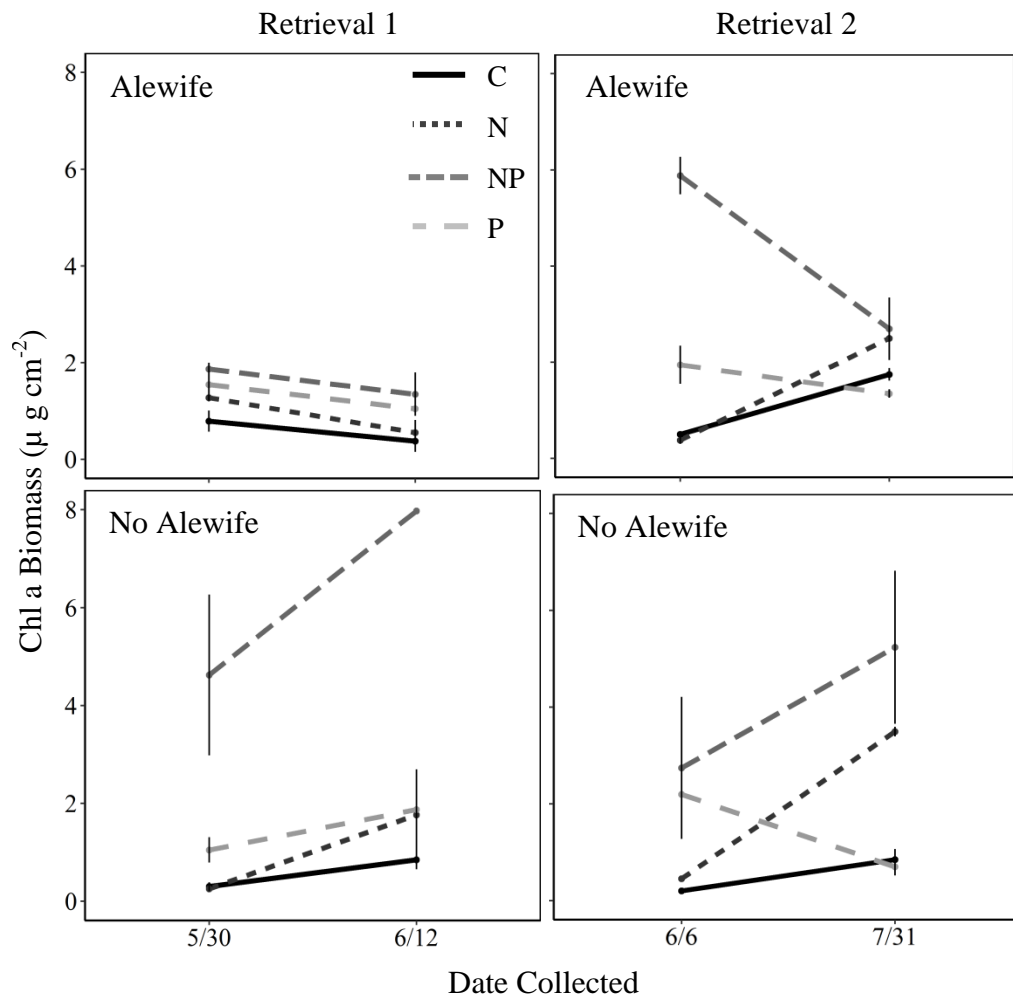 Retrieval 1
Retrieval 2
Alewife
C
N
NP
P
Alewife
8
6
4
2
0
No Alewife
No Alewife
8
6
4
2
0
Chl a Biomass (µ g cm-2)
5/30
6/12
6/6
7/31
Date Collected